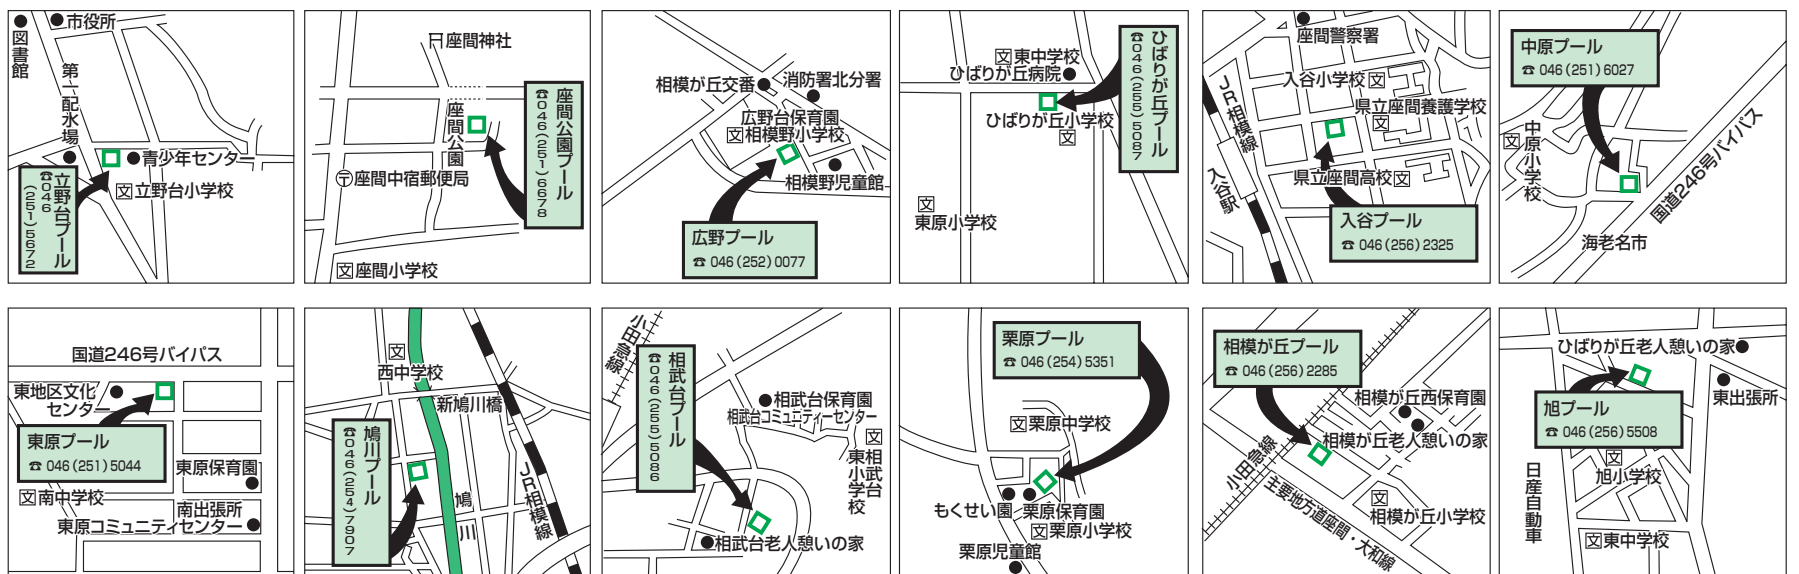 市役所
図書館
第一配水場
青少年センター
立野台プール
☎046
(251)5672
文立野台小学校
座間神社
座間公園
座間公園プール
☎046(251)6678
〒座間中宿郵便局
文座間小学校
相模が丘交番
消防署北分署
広野台保育園
文相模野小学校
相模野児童館
広野プール
☎ 046(252)0077
文東中学校
ひばりが丘病院
ひばりが丘プール
☎046(255)5087
ひばりが丘小学校
文
文
東原小学校
座間警察署
JR相模線
入谷小学校文
県立座間養護学校
文
県立座間高校文
入谷駅
入谷プール
☎ 046(256)2325
中原プール
☎ 046(251)6027
文中原小学校
国道246号バイパス
海老名市
国道246号バイパス
東地区文化
センター
東原プール
☎ 046(251)5044
東原保育園
文南中学校
南出張所
東原コミュニティセンター
文
西中学校
新鳩川橋
鳩川プール
☎046(254)7807
鳩川
JR相模線
小田急線
相武台プール
☎046(255)5086
相武台保育園
相武台コミュニティーセンター
文
相武台
東小学校
相武台老人憩いの家
栗原プール
☎ 046(254)5351
文栗原中学校
もくせい園
栗原保育園
文栗原小学校
栗原児童館
相模が丘プール
☎ 046(256)2285
相模が丘西保育園
相模が丘老人憩いの家
小田急線
主要地方道座間・大和線
文
相模が丘小学校
ひばりが丘老人憩いの家
東出張所
旭プール
☎ 046(256)5508
文
旭小学校
日産自動車
文東中学校